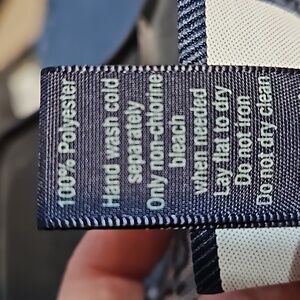 100% Polyester
Hand wash cold
separately
Only non-chlorine
bleach
when needed
Lay flat to dry
Do not iron
Do not dry clean